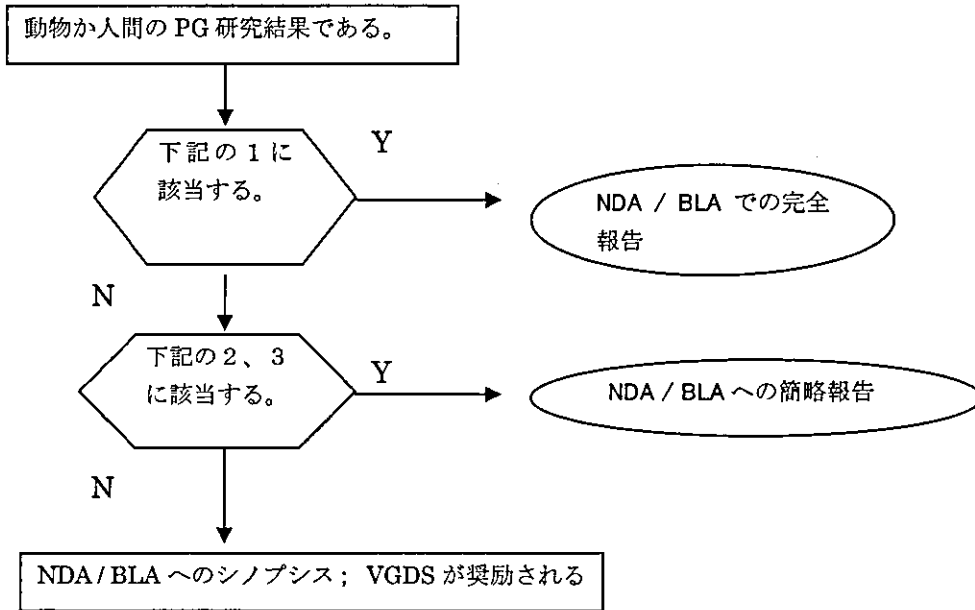 動物か人間の PG 研究結果である。
下記の 1 に
該当する。
Y
NDA / BLA での完全
報告
N
下記の 2 、 3
に該当する。
Y
NDA / BLA への簡略報告
N
NDA / BLA へのシノプシス ; VGDS が奨励される